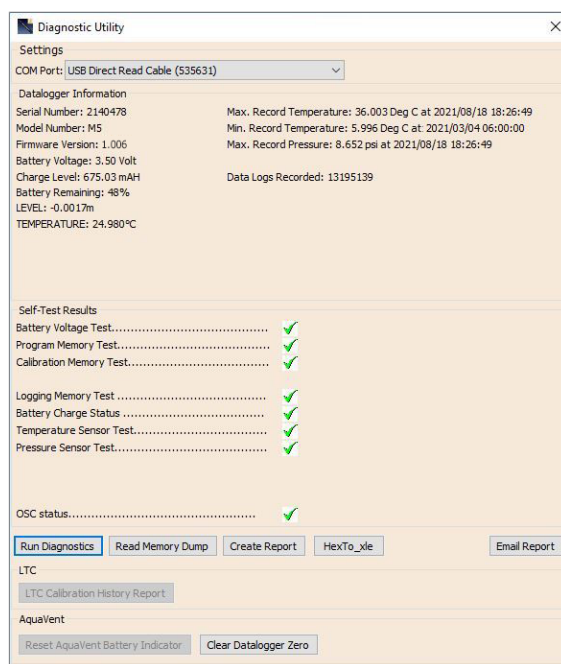 Diagnostic Utility
Settings
COM Port: USB Direct Read Cable (535631)
Datalogger Information
Serial Number: 2140478 Max. Record Temperature: 36.003 Deg C at 2021/08/18 18:26:49
Model Number: M5 Min. Record Temperature: 5.996 Deg C at 2021/03/04 06:00:00
Firmware Version: 1.006 Max. Record Pressure: 8.652 psi at 2021/08/18 18:26:49
Battery Voltage: 3.50 Volt
Charge Level: 675.03 mAH Data Logs Recorded: 13195139
Battery Remaining: 48%
LEVEL: -0.0017m
TEMPERATURE: 24.980°C
Self-Test Results
Battery Voltage Test..........................................
Program Memory Test.........................................
Calibration Memory Test......................................
Logging Memory Test ........................................
Battery Charge Status ......................................
Temperature Sensor Test....................................
Pressure Sensor Test.........................................
OSC status...................................................
Run Diagnostics Read Memory Dump Create Report HexTo_xle Email Report
LTC
LTC Calibration History Report
AquaVent
Reset AquaVent Battery Indicator Clear Datalogger Zero